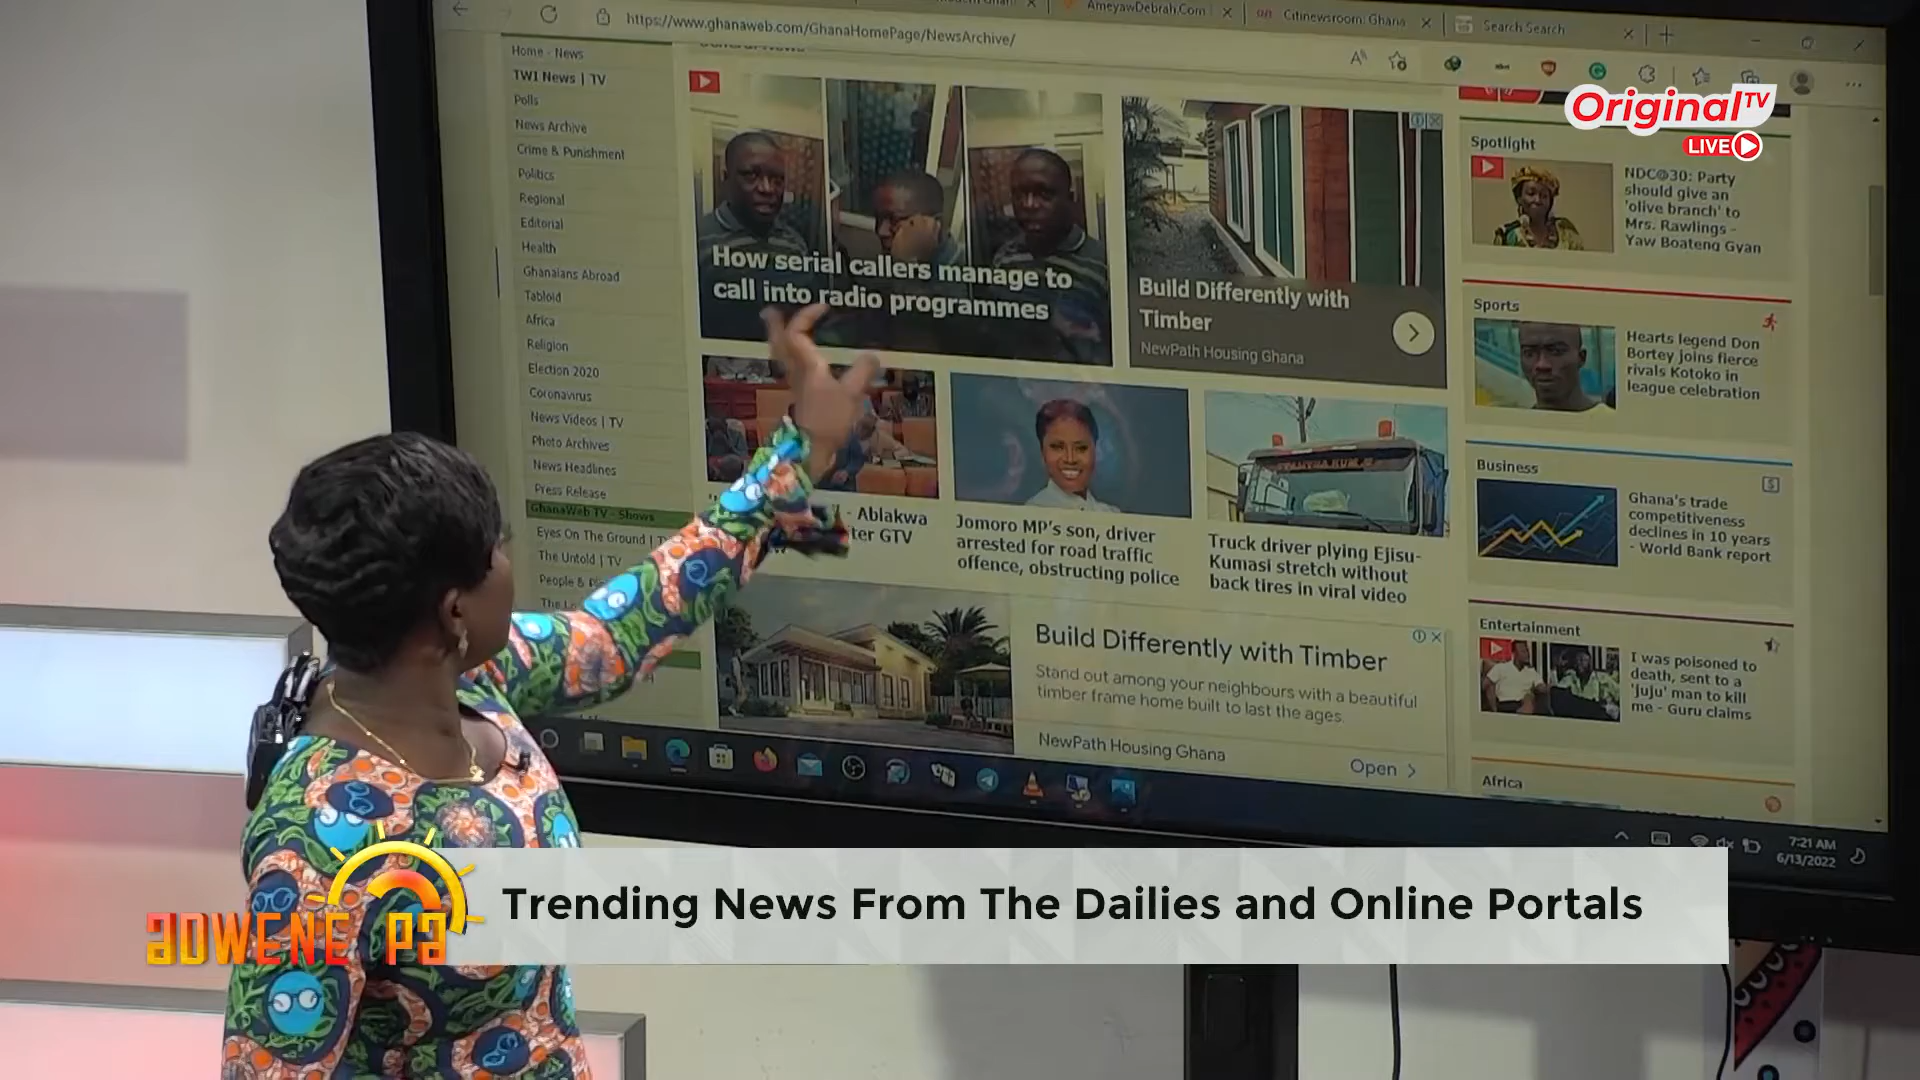 AmeyawDebrah.Com
Citinewsroom: Ghana
Search Search
https://www.ghanaweb.com/GhanaHomePage/NewsArchive/
Home - News
TWI News | TV
Polls
News Archive
Crime & Punishment
Politics
Regional
Editorial
Health
Ghanaians Abroad
Tabloid
Africa
Religion
Election 2020
Coronavirus
News Videos | TV
Photo Archives
News Headlines
Press Release
GhanaWeb TV - Shows
Eyes On The Ground |
The Untold | TV
People &
How serial callers manage to
call into radio programmes
Build Differently with
Timber
NewPath Housing Ghana
- Ablakwa
GTV
Jomoro MP's son, driver
arrested for road traffic
offence, obstructing police
Truck driver plying Ejisu-
Kumasi stretch without
back tires in viral video
Build Differently with Timber
Stand out among your neighbours with a beautiful
timber frame home built to last the ages.
NewPath Housing Ghana
Open
Original TV
LIVE
Spotlight
NDC@30: Party
should give an
'olive branch' to
Mrs. Rawlings -
Yaw Boateng Gyan
Sports
Hearts legend Don
Bortey joins fierce
rivals Kotoko in
league celebration
Business
Ghana's trade
competitiveness
declines in 10 years
- World Bank report
Entertainment
I was poisoned to
death, sent to a
'juju' man to kill
me - Guru claims
Africa
7:21 AM
6/13/2022
ADWENE PA
Trending News From The Dailies and Online Portals